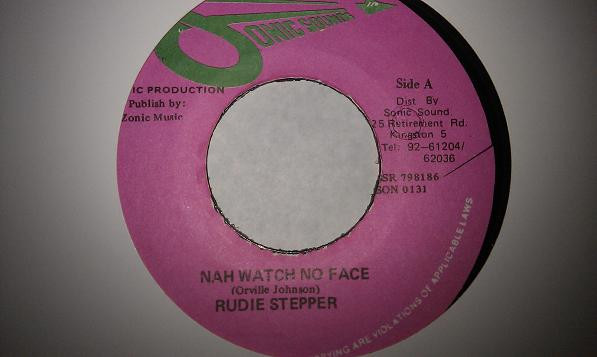 ONIC SOUND
IC PRODUCTION
Publish by:
Zonic Music
Side A
Dist By
Sonic Sound
25 Retirement Rd.
Kingston 5
Tel: 92-61204/
62036
SR 798186
SON 0131
NAH WATCH NO FACE
(Orville Johnson)
RUDIE STEPPER
YING ARE VIOLATIONS OF APPLICABLE LAWS